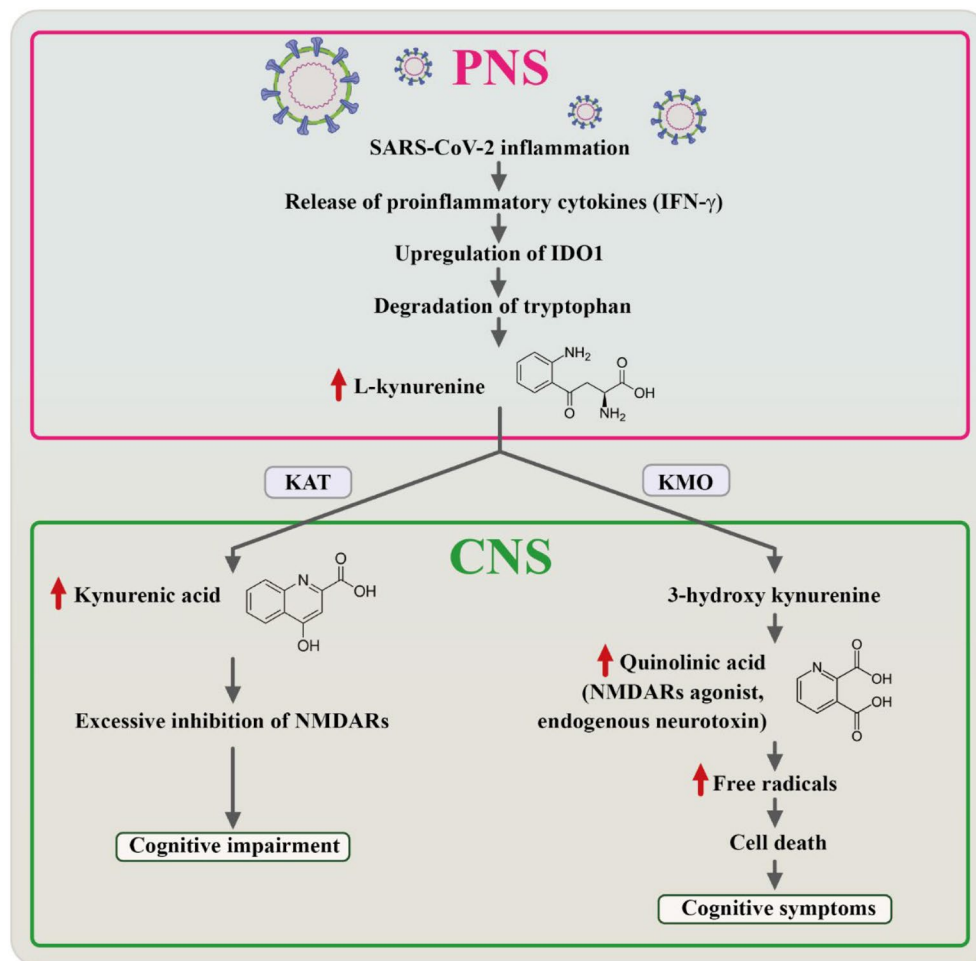 PNS
SARS-CoV-2 inflammation
Release of proinflammatory cytokines (IFN-γ)
Upregulation of IDO1
Degradation of tryptophan
L-kynurenine
NH₂
O
OH
O
NH₂
KAT
KMO
CNS
Kynurenic acid
O
N
OH
OH
Excessive inhibition of NMDARs
Cognitive impairment
3-hydroxy kynurenine
Quinolinic acid
(NMDARs agonist,
endogenous neurotoxin)
O
N
OH
OH
O
Free radicals
Cell death
Cognitive symptoms